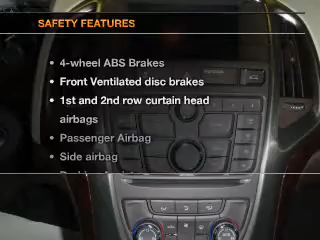 SAFETY FEATURES
• 4-wheel ABS Brakes
• Front Ventilated disc brakes
• 1st and 2nd row curtain head
airbags
• Passenger Airbag
• Side airbag